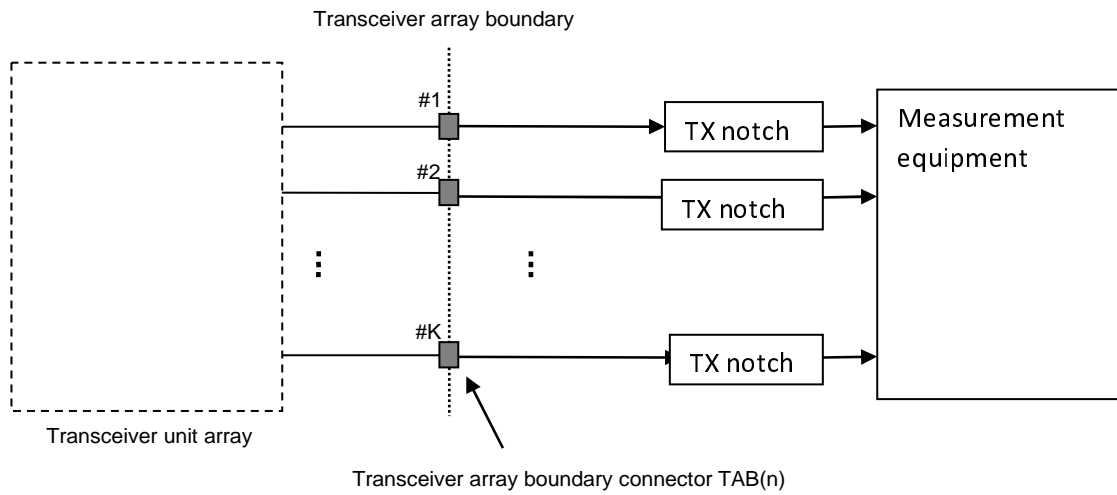 Transceiver array boundary
#1
TX notch
Measurement
equipment
#2
TX notch
#K
TX notch
Transceiver unit array
Transceiver array boundary connector TAB(n)